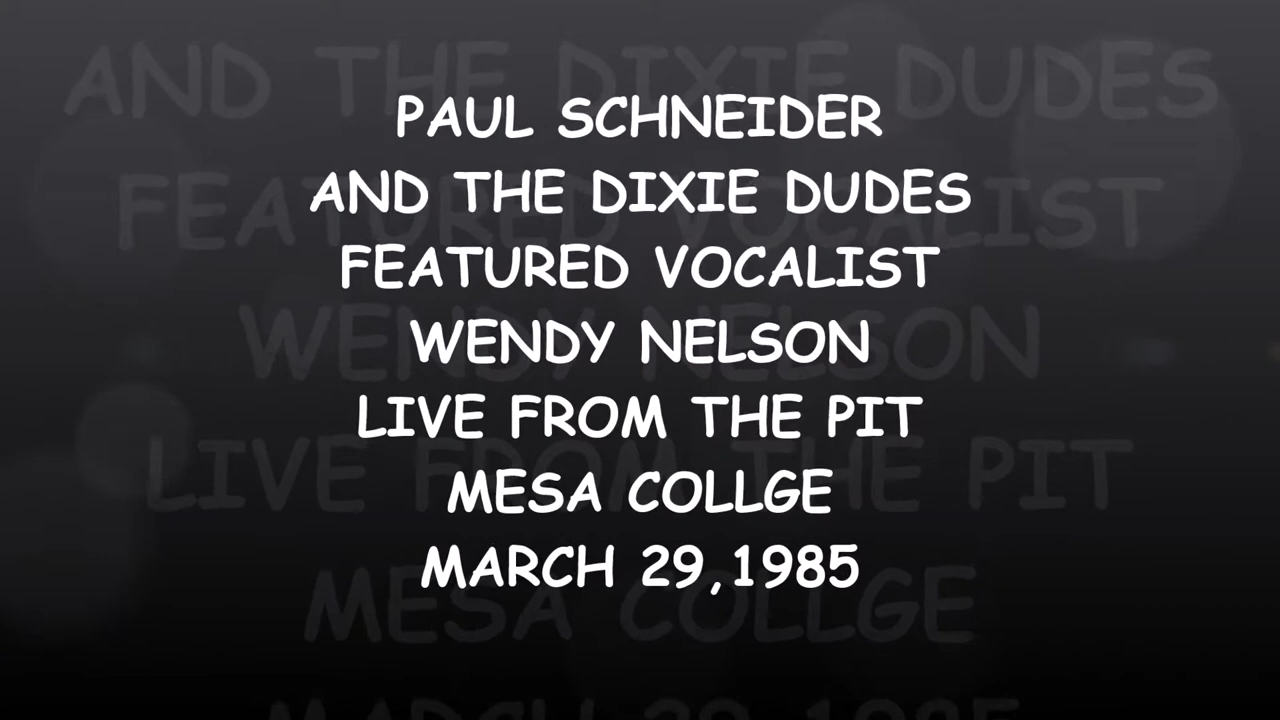 PAUL SCHNEIDER
AND THE DIXIE DUDES
FEATURED VOCALIST
WENDY NELSON
LIVE FROM THE PIT
MESA COLLGE
MARCH 29,1985